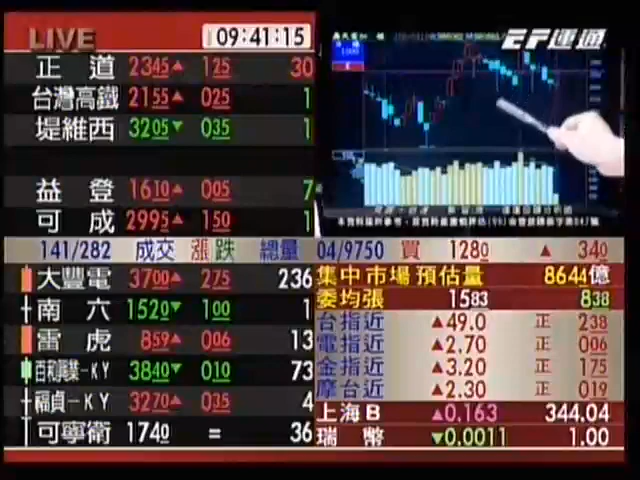 LIVE 09:41:15
EF運通
正道 2345▲ 125 30
台灣高鐵 2155▲ 025 1
堤維西 3205▼ 035 1
益登 1610▲ 005 7
可成 2995▲ 150 1
141/282 成交 漲跌 總量
大豐電 3700▲ 275 236
南六 1520▼ 100 1
雷虎 859▲ 006 13
百和興業-KY 3840▼ 010 73
福貞-KY 3270▲ 035 4
可寧衛 1740 = 36
04/9750 買 1280 ▲ 340
集中市場預估量 8644億
委均張 1583 838
台指近 ▲49.0 正 238
電指近 ▲2.70 正 006
金指近 ▲3.20 正 175
摩台近 ▲2.30 正 019
上海B ▲0.163 344.04
瑞幣 ▼0.0011 1.00